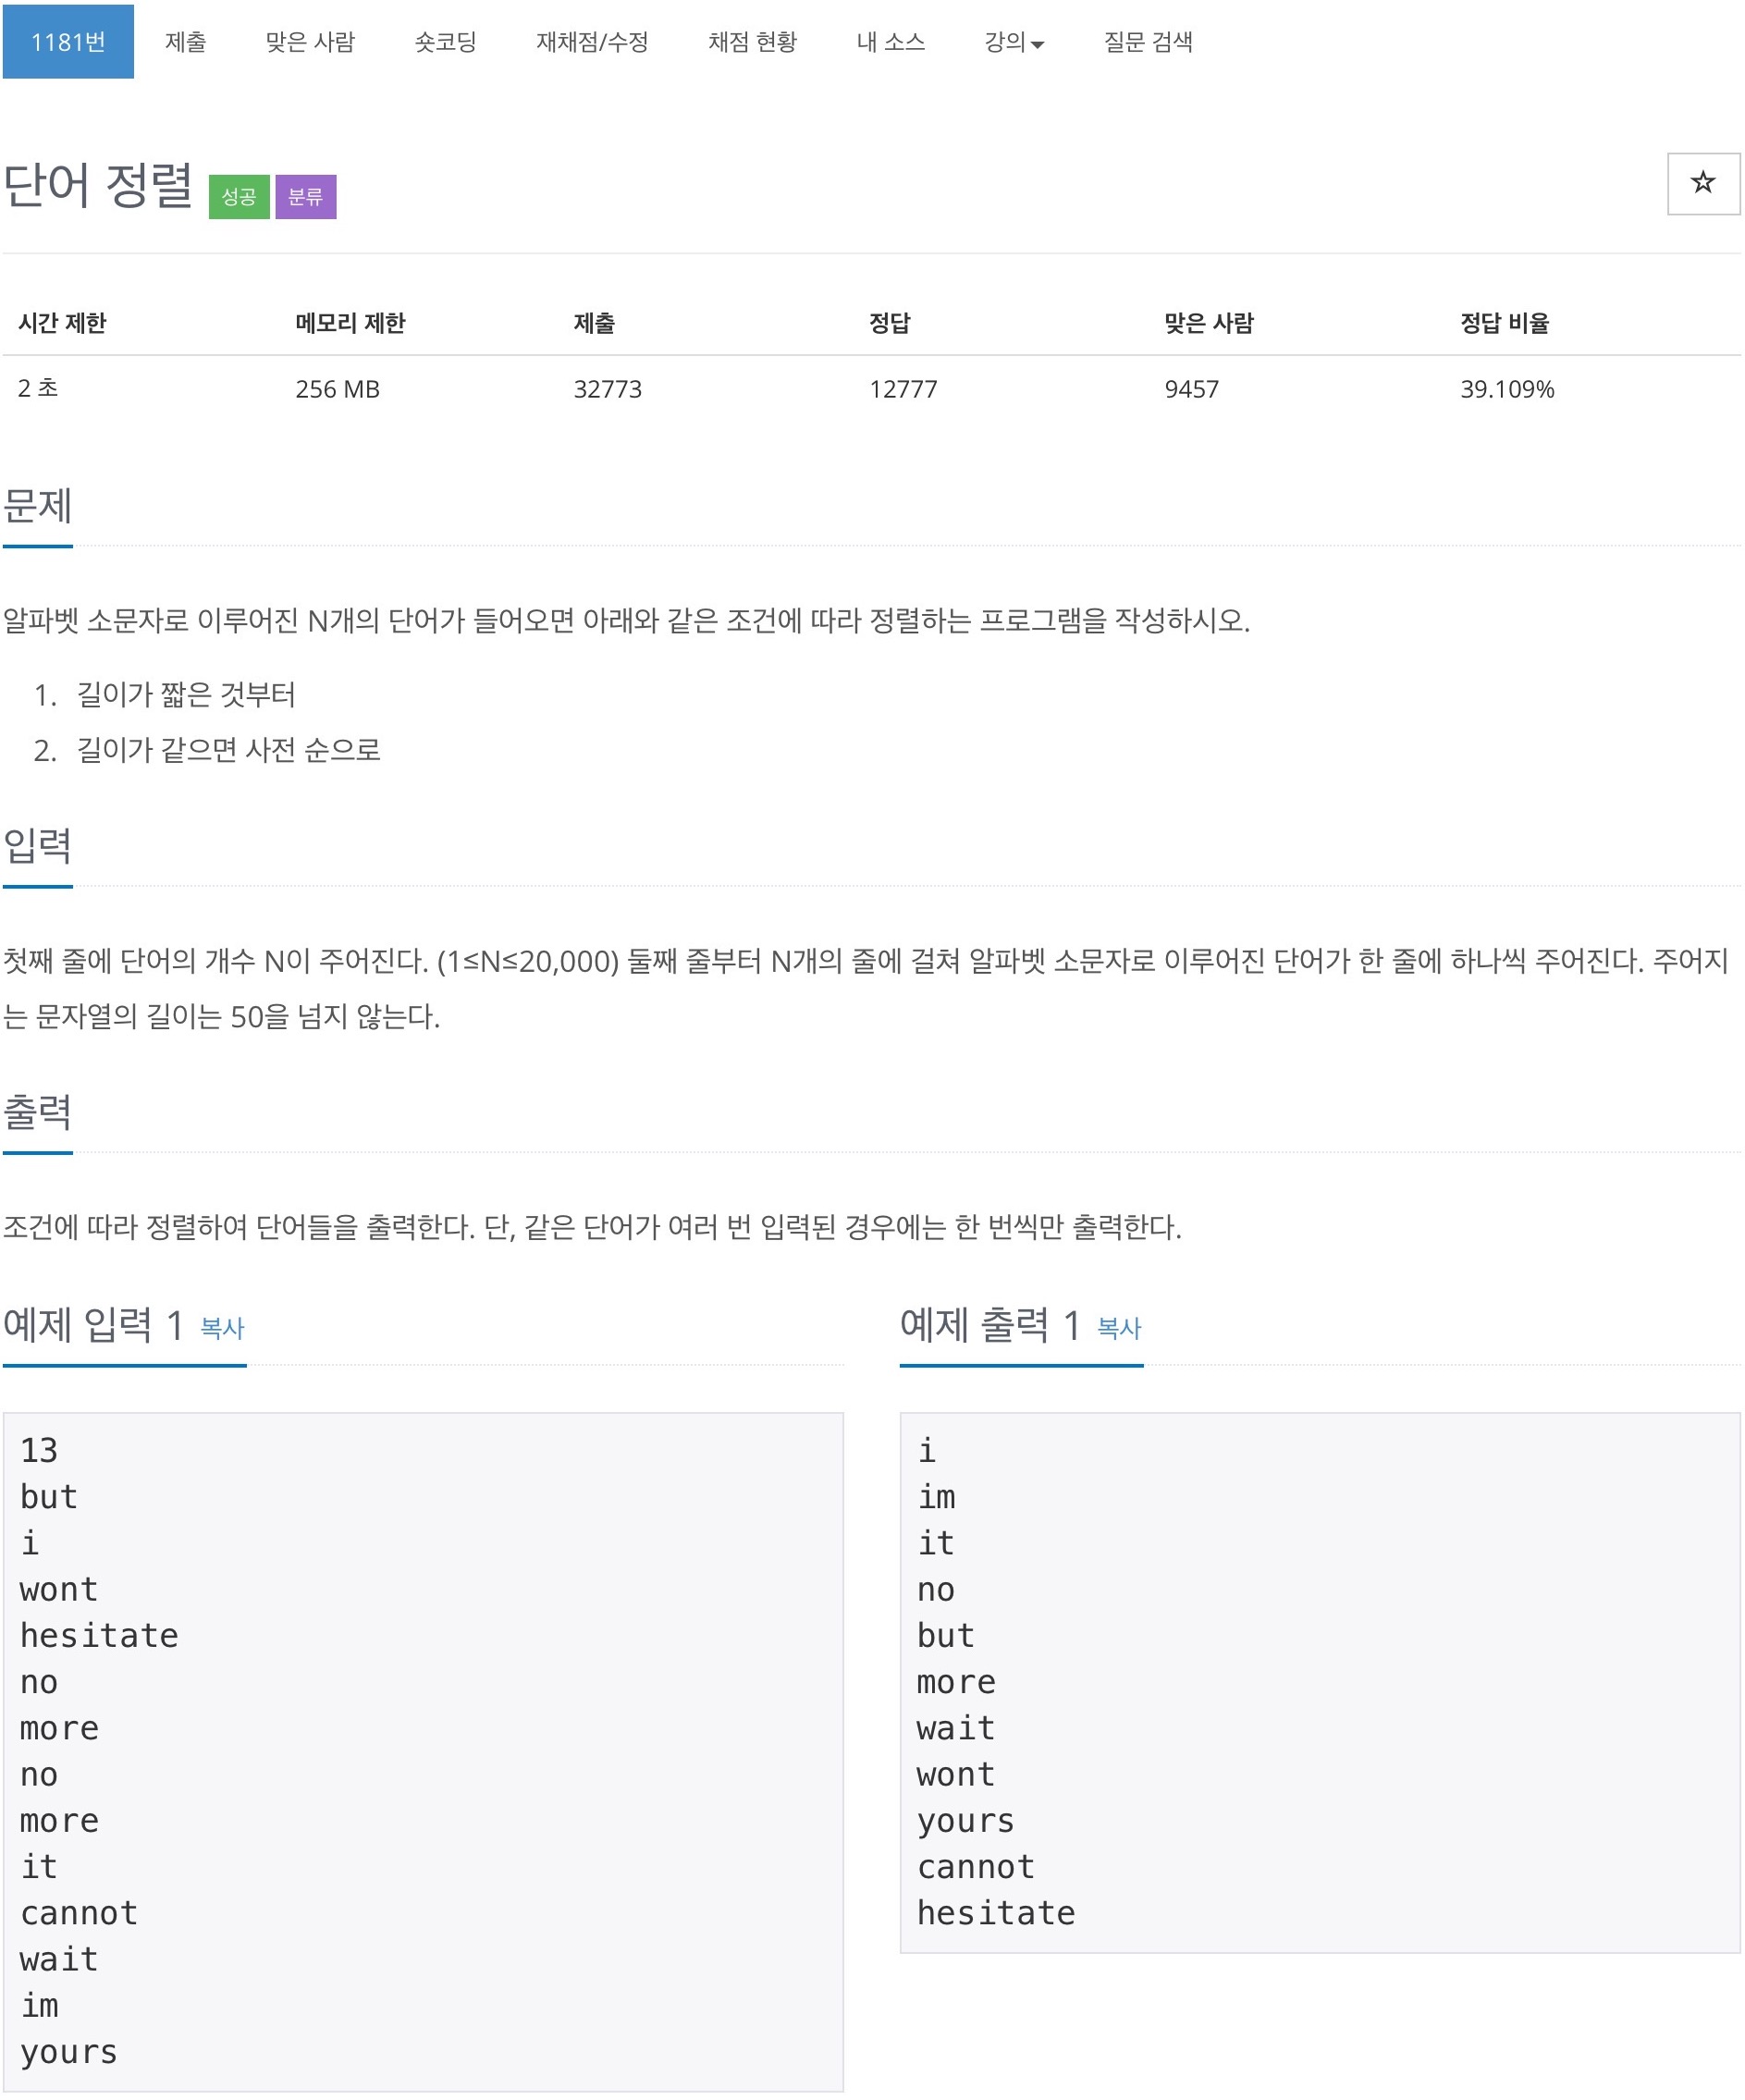 1181번 제출 맞은 사람 숏코딩 재채점/수정 채점 현황 내 소스 강의 질문 검색
단어 정렬 성공 분류
시간 제한 메모리 제한 제출 정답 맞은 사람 정답 비율
2 초 256 MB 32773 12777 9457 39.109%
문제
알파벳 소문자로 이루어진 N개의 단어가 들어오면 아래와 같은 조건에 따라 정렬하는 프로그램을 작성하시오.
1. 길이가 짧은 것부터
2. 길이가 같으면 사전 순으로
입력
첫째 줄에 단어의 개수 N이 주어진다. (1≤N≤20,000) 둘째 줄부터 N개의 줄에 걸쳐 알파벳 소문자로 이루어진 단어가 한 줄에 하나씩 주어진다. 주어지
는 문자열의 길이는 50을 넘지 않는다.
출력
조건에 따라 정렬하여 단어들을 출력한다. 단, 같은 단어가 여러 번 입력된 경우에는 한 번씩만 출력한다.
예제 입력 1 복사
13
but
i
wont
hesitate
no
more
no
more
it
cannot
wait
im
yours
예제 출력 1 복사
i
im
it
no
but
more
wait
wont
yours
cannot
hesitate